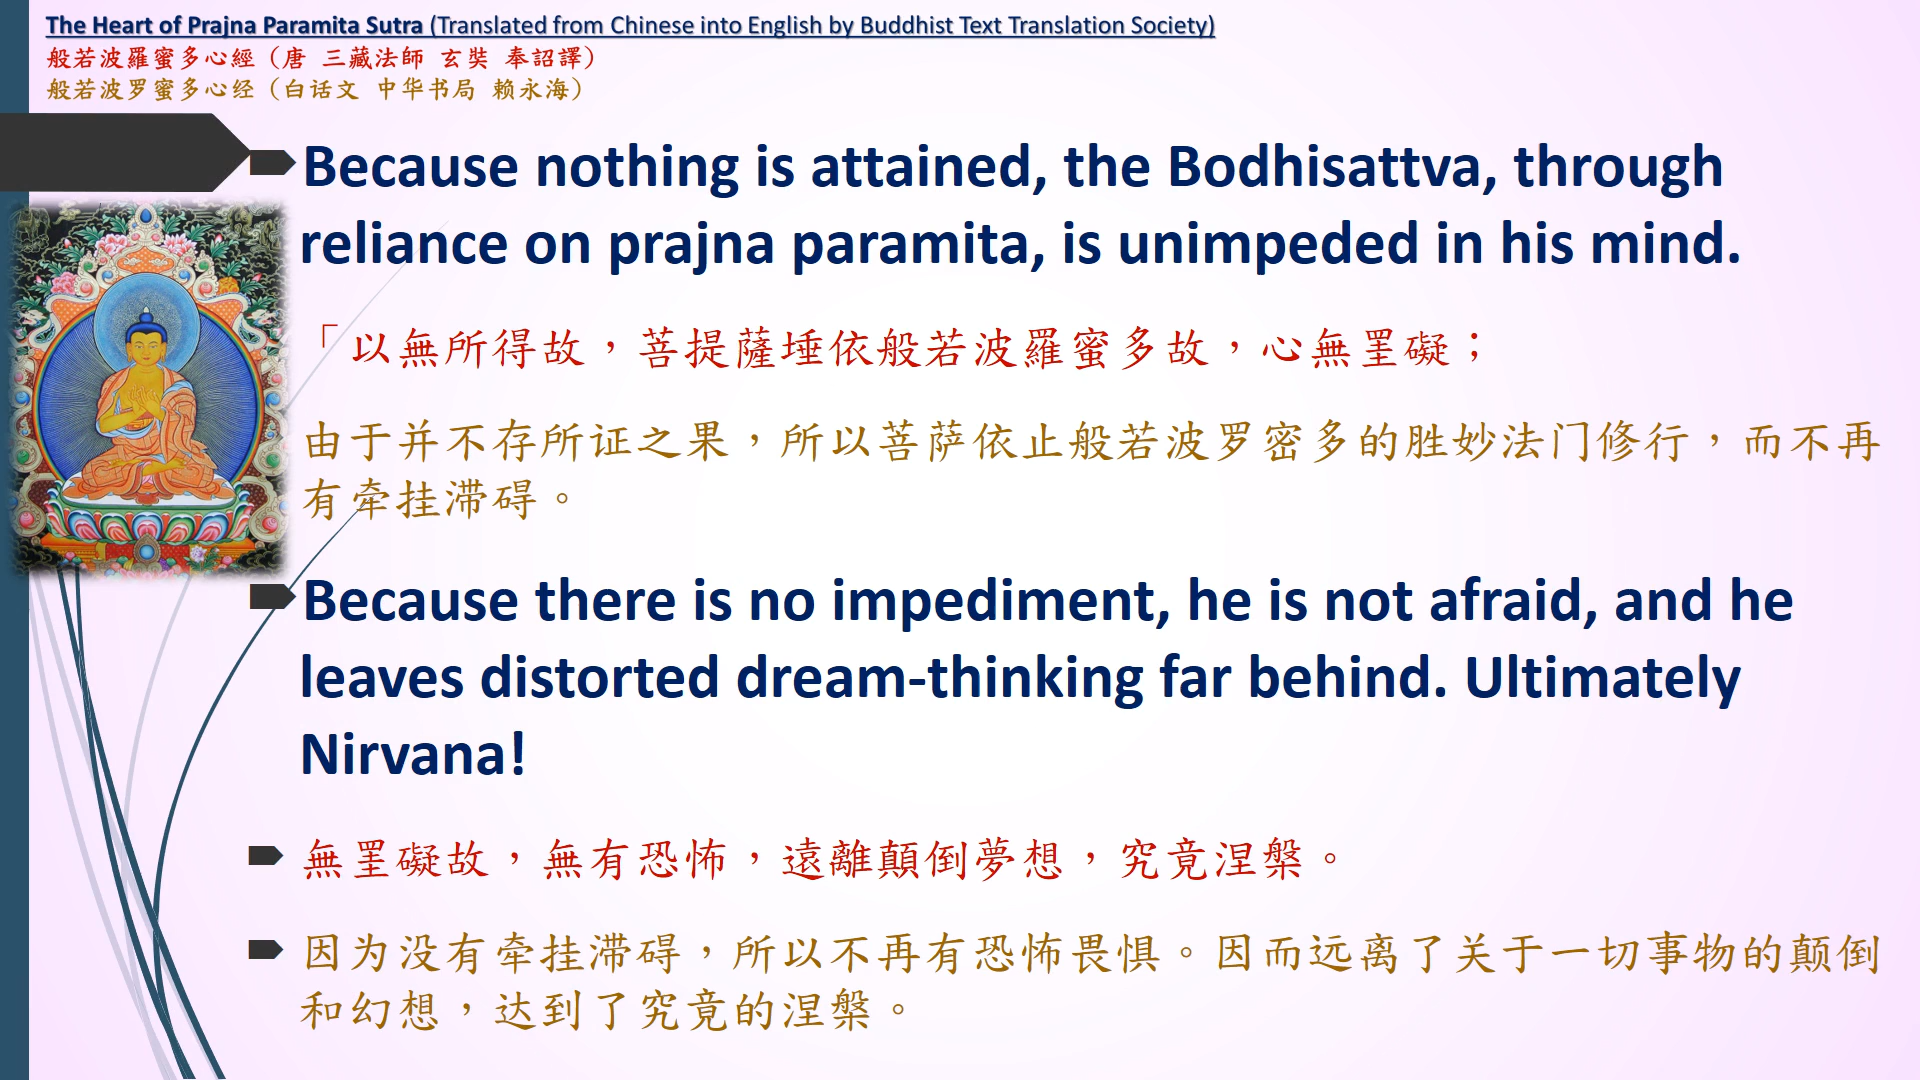 The Heart of Prajna Paramita Sutra (Translated from Chinese into English by Buddhist Text Translation Society)
般若波羅蜜多心經（唐 三藏法師 玄奘 奉詔譯）
般若波罗蜜多心经（白话文 中华书局 赖永海）
Because nothing is attained, the Bodhisattva, through
reliance on prajna paramita, is unimpeded in his mind.
「以無所得故，菩提薩埵依般若波羅蜜多故，心無罣礙；
由于并不存所证之果，所以菩萨依止般若波罗密多的胜妙法门修行，而不再
有牵挂滞碍。
Because there is no impediment, he is not afraid, and he
leaves distorted dream-thinking far behind. Ultimately
Nirvana!
無罣礙故，無有恐怖，遠離顛倒夢想，究竟涅槃。
因为没有牵挂滞碍，所以不再有恐怖畏惧。因而远离了关于一切事物的颠倒
和幻想，达到了究竟的涅槃。